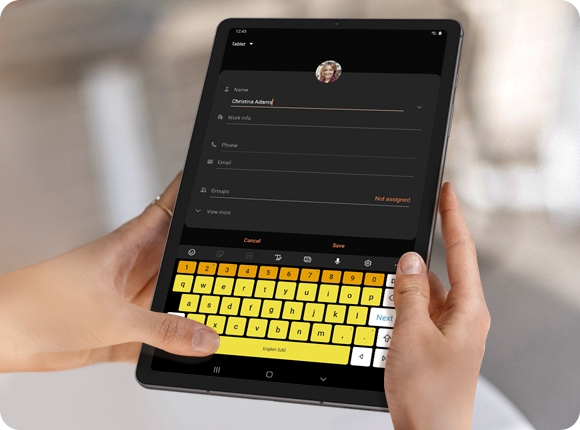 12:45
Tablet
Name
Christina Adams
Work info
Phone
Email
Groups
Not assigned
View more
Cancel
Save
1 2 3 4 5 6 7 8 9 0
q w e r t y u i o p
a s d f g h j k l
Next
x c v b n m , .
English (US)